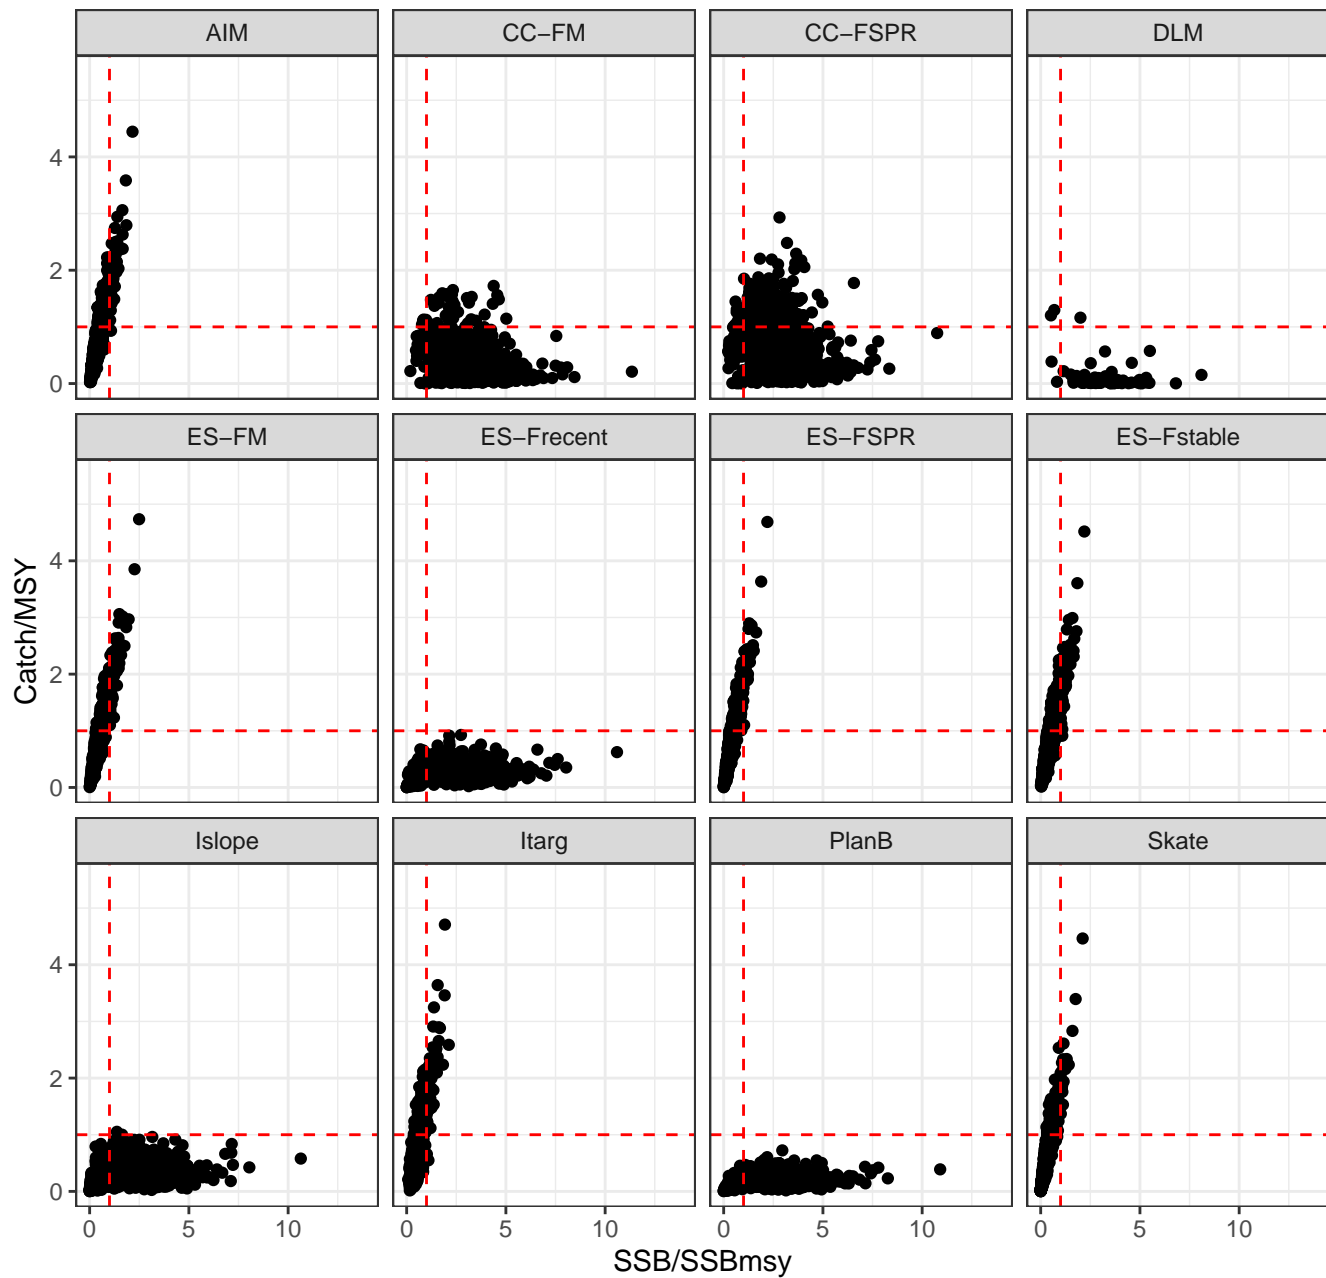 AIM CC−FM CC−FSPR DLM
4
2
0
ES−FM ES−Frecent ES−FSPR ES−Fstable
4
2
0
Catch/MSY
Islope Itarg PlanB Skate
4
2
0
0 5 10 0 5 10 0 5 10 0 5 10
SSB/SSBmsy